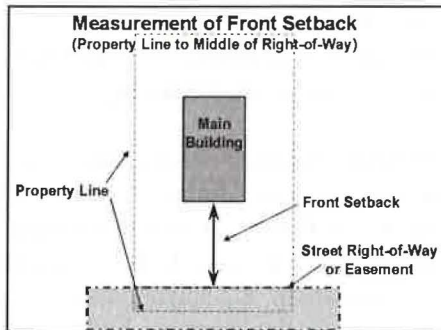 Measurement of Front Setback
(Property Line to Middle of Right-of-Way)
Main
Building
Property Line
Front Setback
Street Right-of-Way
or Easement